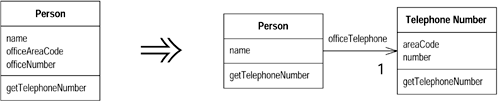 Person
name
officeAreaCode
officeNumber
getTelephoneNumber
Person
name
getTelephoneNumber
officeTelephone
1
Telephone Number
areaCode
number
getTelephoneNumber